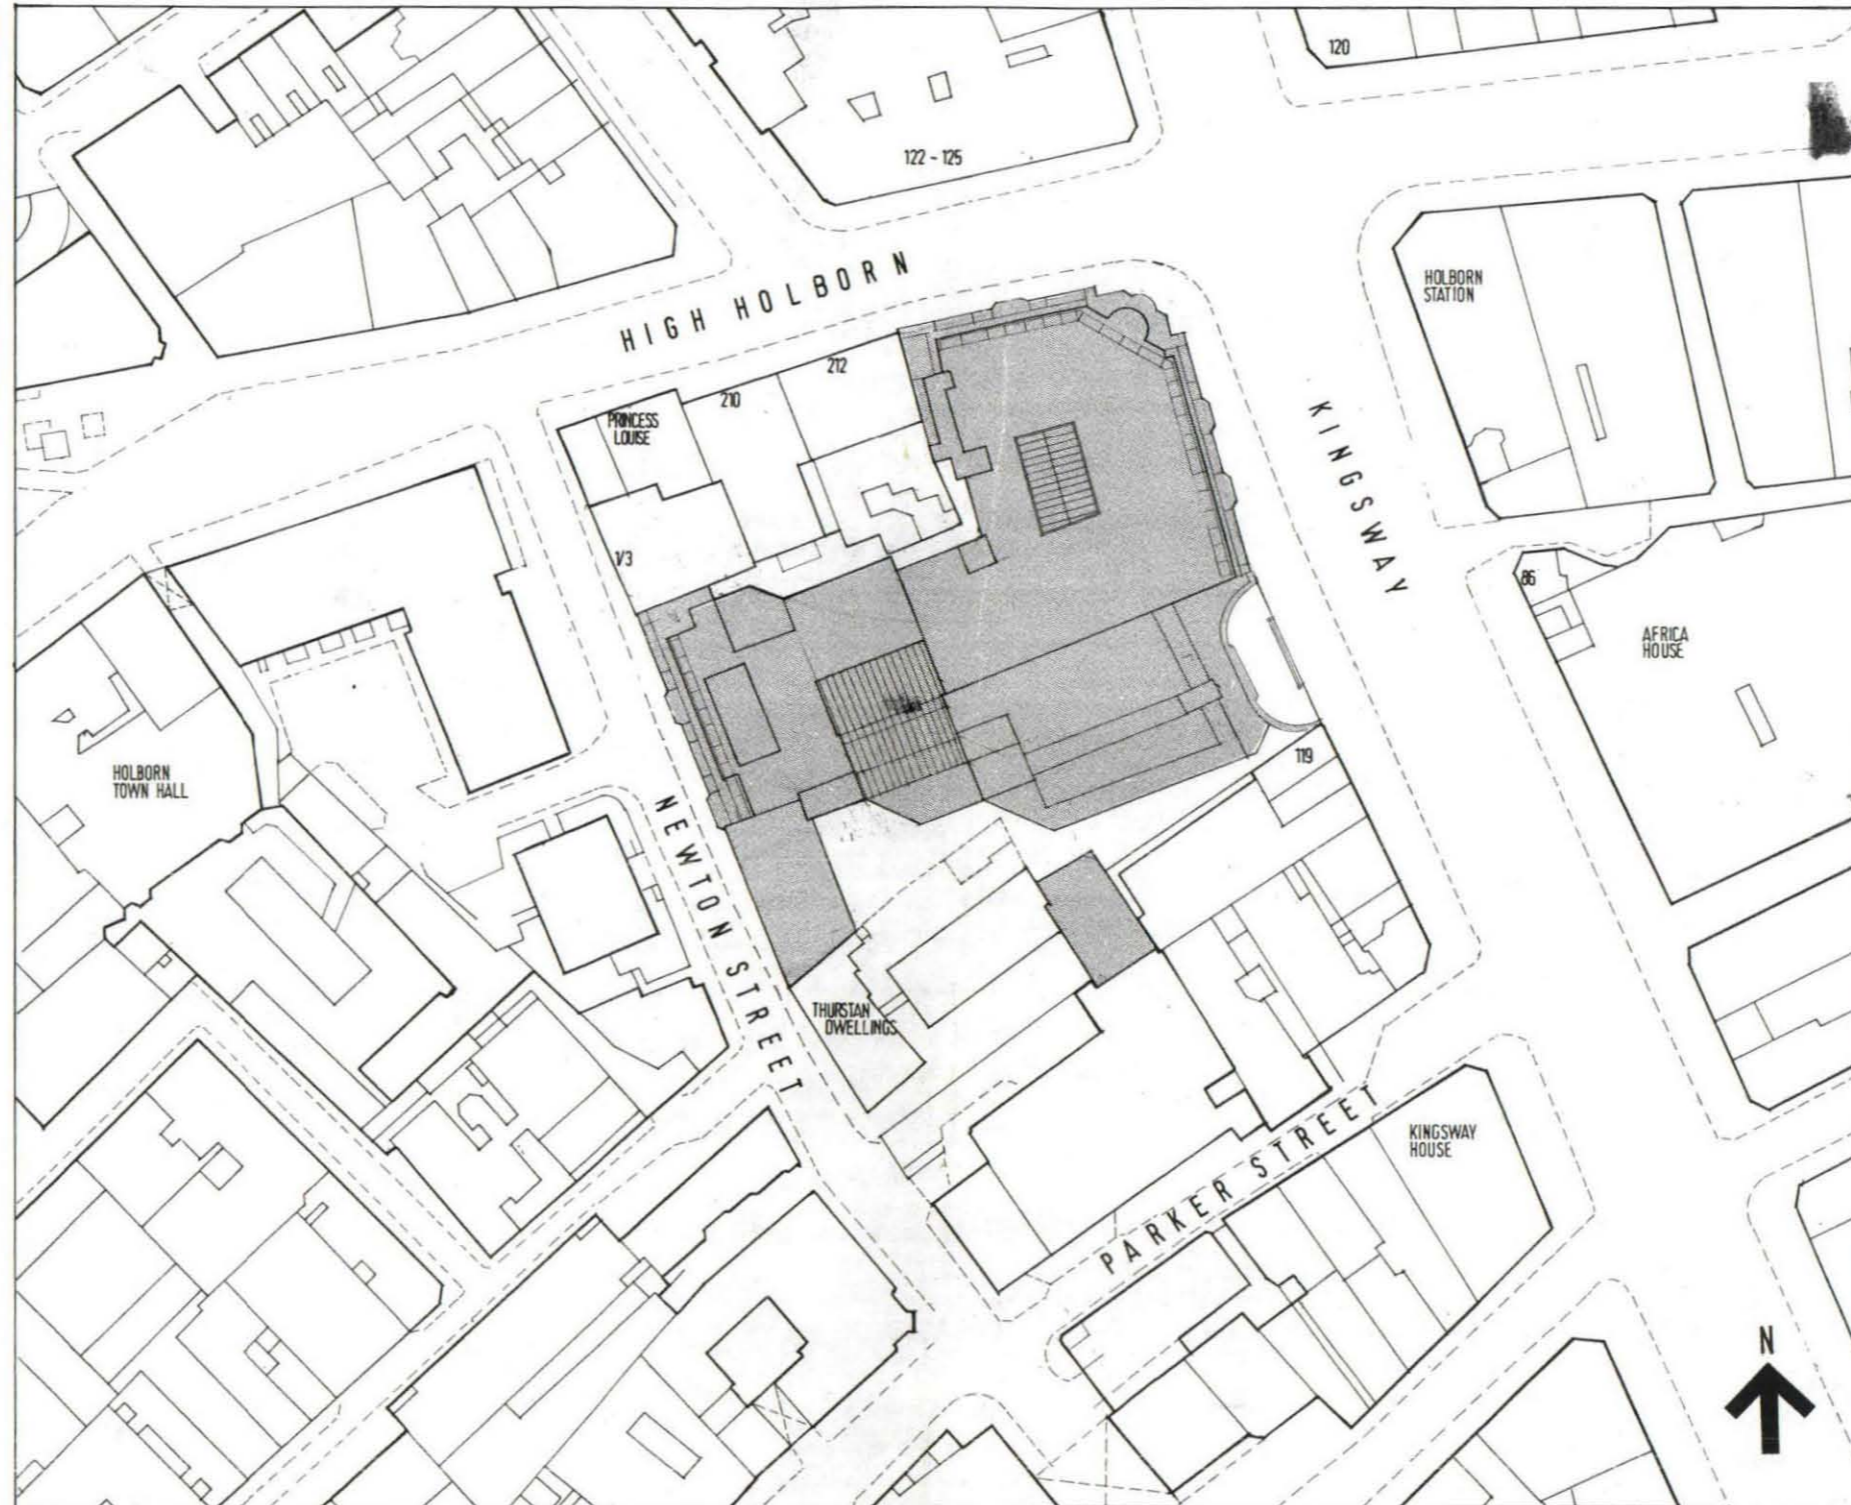 120
122 - 125
HIGH HOLBORN
HOLBORN
STATION
212
210
PRINCESS
LOUISE
KINGSWAY
1/3
86
AFRICA
HOUSE
HOLBORN
TOWN HALL
119
NEWTON STREET
THURSTAN
DWELLINGS
PARKER STREET
KINGSWAY
HOUSE
N